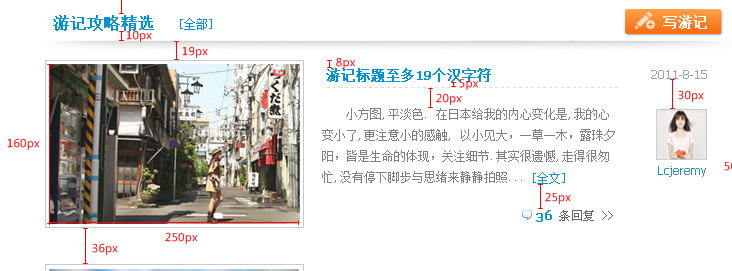 游记攻略精选 [全部] 写游记
10px
19px
8px
游记标题至多19个汉字符
2011-8-15
5px
20px
30px
小方图,平淡色. 在日本给我的内心变化是,我的心
变小了,更注意小的感触, 以小见大，一草一木，露珠夕
阳，皆是生命的体现，关注细节.其实很遗憾,走得很匆
忙,没有停下脚步与思绪来静静拍照... [全文]
160px
Lcjeremy
25px
36 条回复 >>
250px
36px